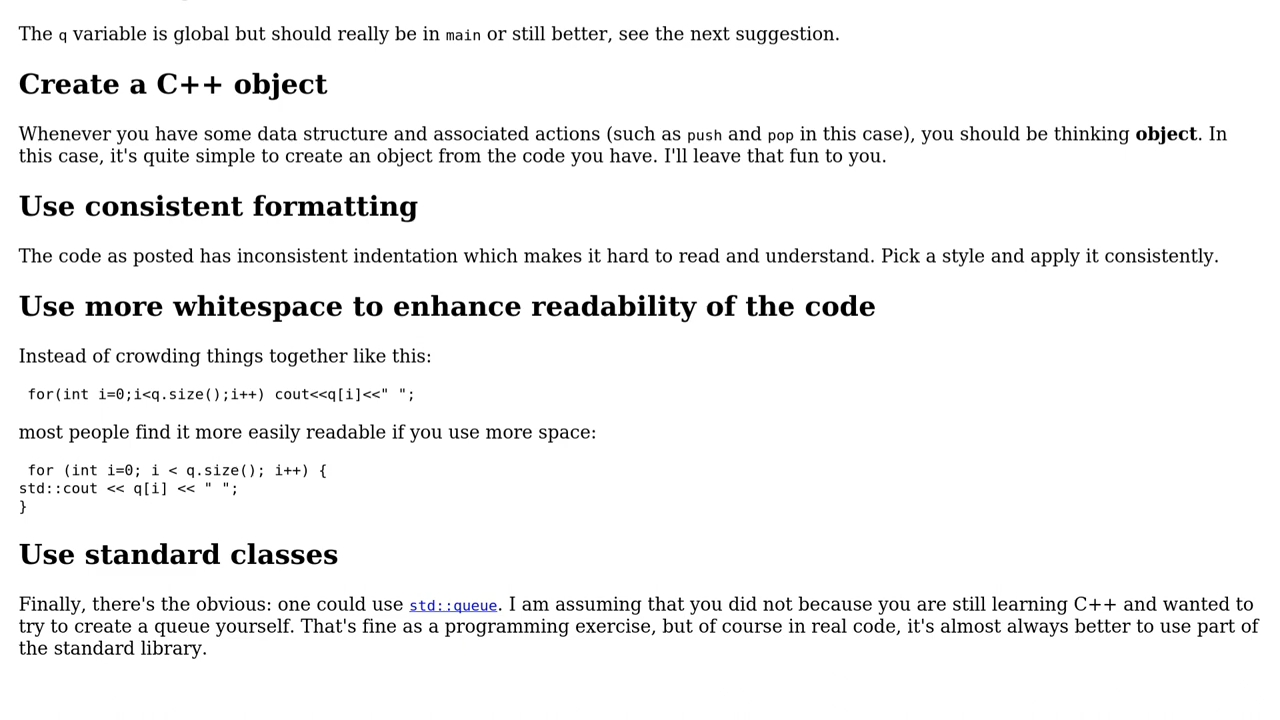 The q variable is global but should really be in main or still better, see the next suggestion.
Create a C++ object
Whenever you have some data structure and associated actions (such as push and pop in this case), you should be thinking object. In
this case, it's quite simple to create an object from the code you have. I'll leave that fun to you.
Use consistent formatting
The code as posted has inconsistent indentation which makes it hard to read and understand. Pick a style and apply it consistently.
Use more whitespace to enhance readability of the code
Instead of crowding things together like this:
for(int i=0;i<q.size();i++) cout<<q[i]<<" ";
most people find it more easily readable if you use more space:
for (int i=0; i < q.size(); i++) {
std::cout << q[i] << " ";
}
Use standard classes
Finally, there's the obvious: one could use std::queue. I am assuming that you did not because you are still learning C++ and wanted to
try to create a queue yourself. That's fine as a programming exercise, but of course in real code, it's almost always better to use part of
the standard library.